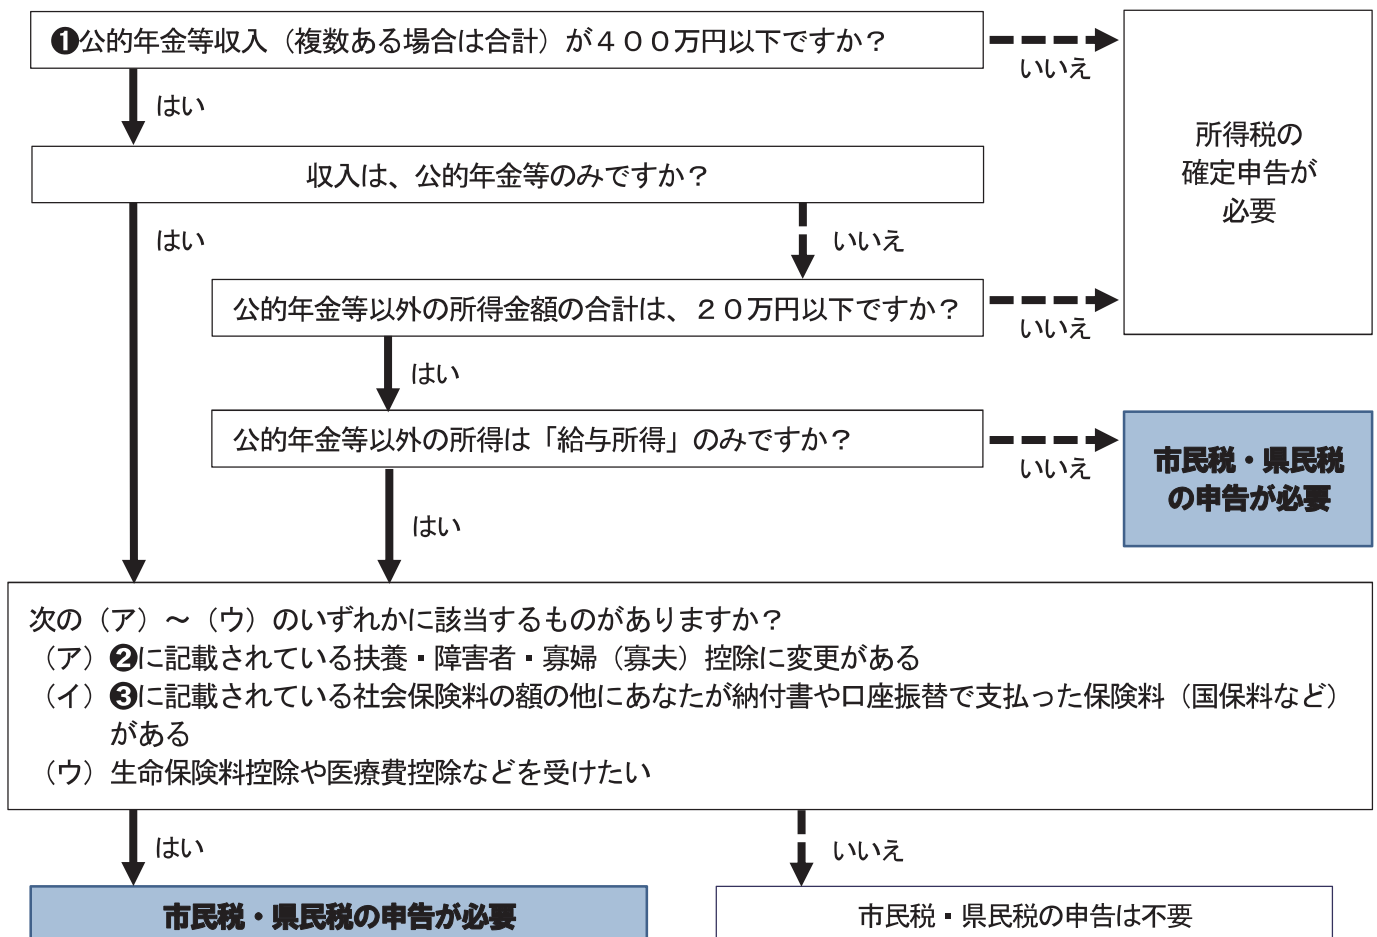 ❶公的年金等収入（複数ある場合は合計）が４００万円以下ですか？
いいえ
はい
所得税の
確定申告が
必要
収入は、公的年金等のみですか？
はい
いいえ
公的年金等以外の所得金額の合計は、２０万円以下ですか？
いいえ
はい
公的年金等以外の所得は「給与所得」のみですか？
いいえ
市民税・県民税
の申告が必要
はい
次の（ア）～（ウ）のいずれかに該当するものがありますか？
（ア）❷に記載されている扶養・障害者・寡婦（寡夫）控除に変更がある
（イ）❸に記載されている社会保険料の額の他にあなたが納付書や口座振替で支払った保険料（国保料など）
がある
（ウ）生命保険料控除や医療費控除などを受けたい
はい
いいえ
市民税・県民税の申告が必要
市民税・県民税の申告は不要